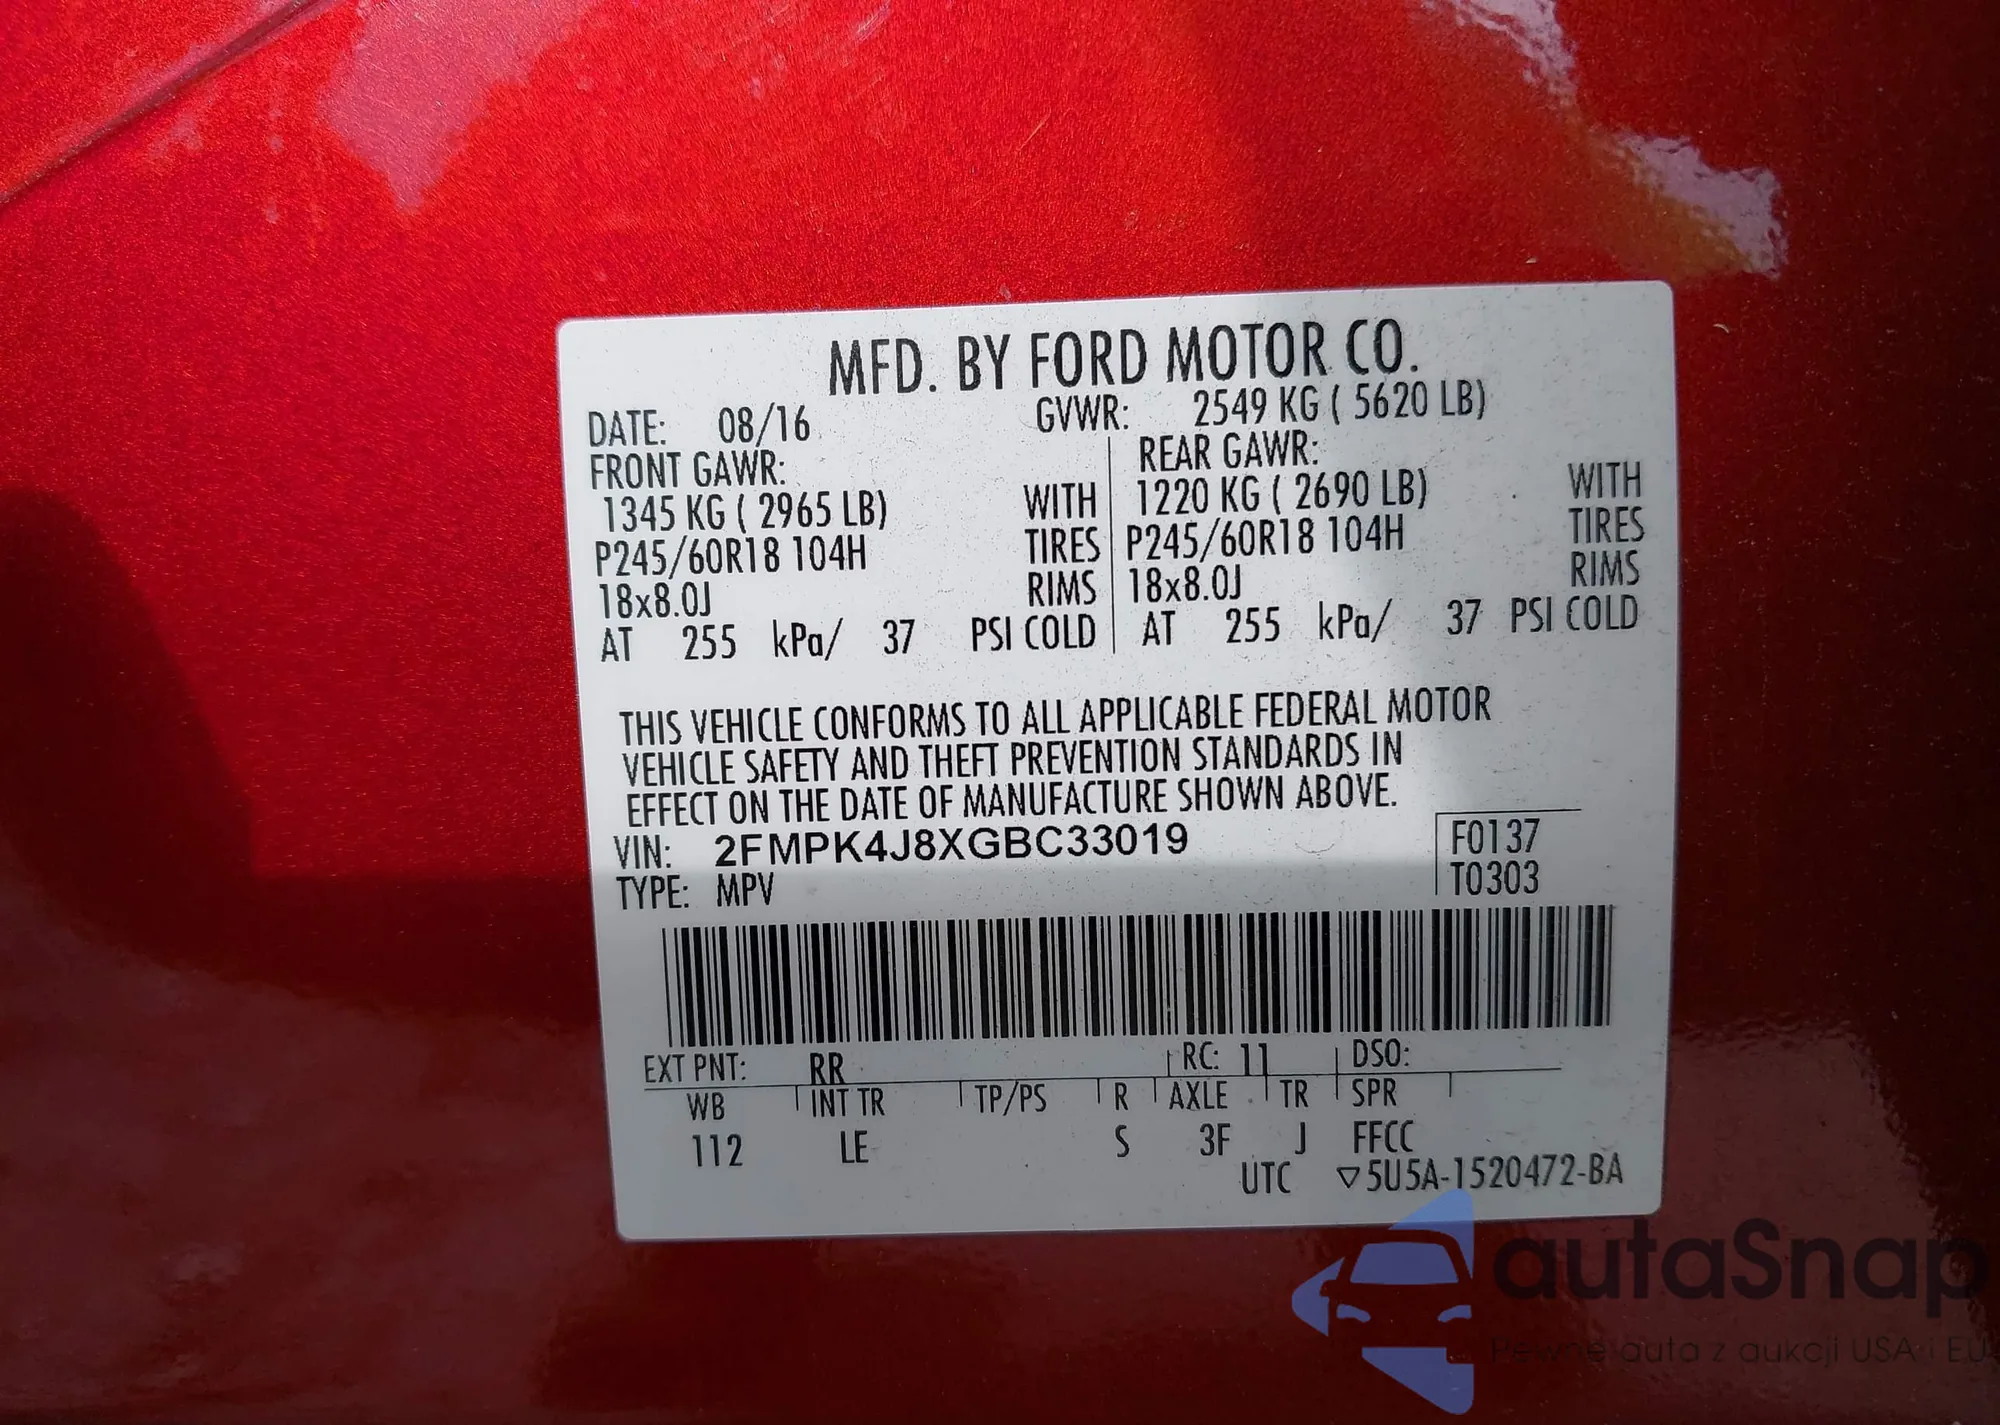 MFD. BY FORD MOTOR CO.
DATE: 08/16 GVWR: 2549 KG ( 5620 LB)
FRONT GAWR: REAR GAWR:
1345 KG ( 2965 LB) WITH 1220 KG ( 2690 LB) WITH
P245/60R18 104H TIRES P245/60R18 104H TIRES
18x8.0J RIMS 18x8.0J RIMS
AT 255 kPa/ 37 PSI COLD AT 255 kPa/ 37 PSI COLD
THIS VEHICLE CONFORMS TO ALL APPLICABLE FEDERAL MOTOR
VEHICLE SAFETY AND THEFT PREVENTION STANDARDS IN
EFFECT ON THE DATE OF MANUFACTURE SHOWN ABOVE.
VIN: 2FMPK4J8XGBC33019 F0137
TYPE: MPV T0303
EXT PNT: RR RC: 11 DSO:
WB INT TR TP/PS R AXLE TR SPR
112 LE S 3F J FFCC
UTC ▽5U5A-1520472-BA
autaSnap
Pewne auta z aukcji USA i EU